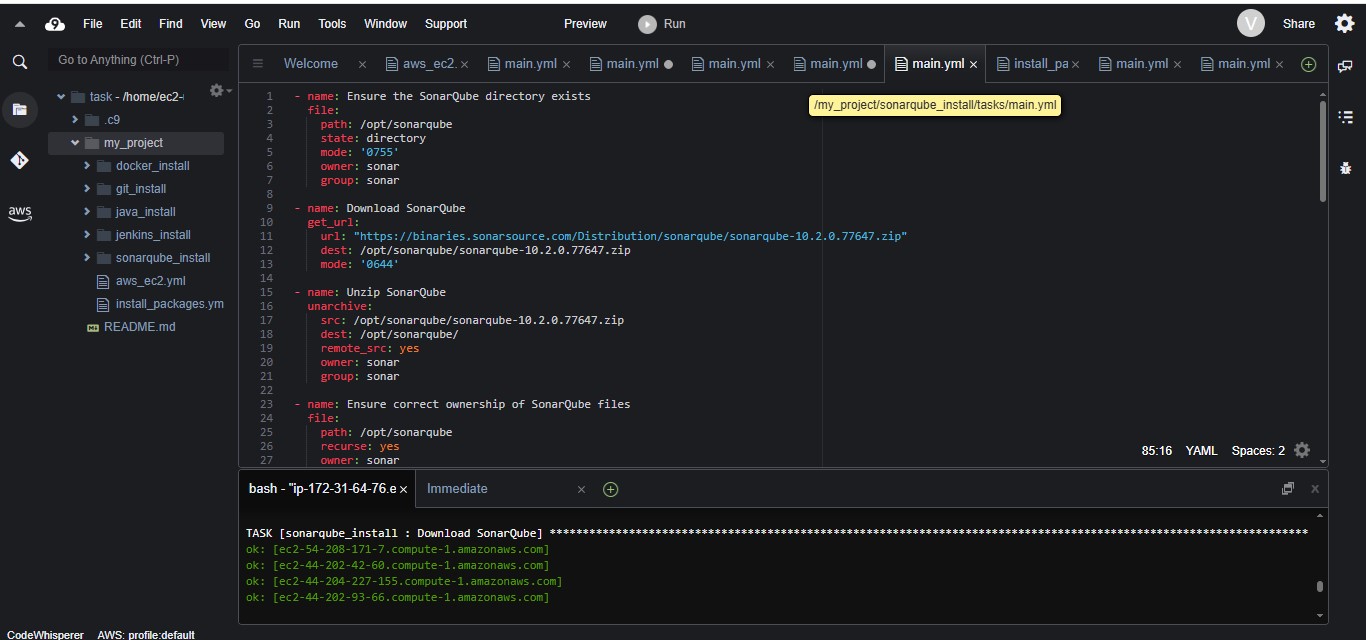 File Edit Find View Go Run Tools Window Support Preview Run V Share
Go to Anything (Ctrl-P)
Welcome aws_ec2. main.yml main.yml main.yml main.yml main.yml install_pa main.yml main.yml
/my_project/sonarqube_install/tasks/main.yml
task - /home/ec2-
.c9
my_project
docker_install
git_install
java_install
jenkins_install
sonarqube_install
aws_ec2.yml
install_packages.ym
README.md
aws
1 - name: Ensure the SonarQube directory exists
2 file:
3 path: /opt/sonarqube
4 state: directory
5 mode: '0755'
6 owner: sonar
7 group: sonar
8
9 - name: Download SonarQube
10 get_url:
11 url: "https://binaries.sonarsource.com/Distribution/sonarqube/sonarqube-10.2.0.77647.zip"
12 dest: /opt/sonarqube/sonarqube-10.2.0.77647.zip
13 mode: '0644'
14
15 - name: Unzip SonarQube
16 unarchive:
17 src: /opt/sonarqube/sonarqube-10.2.0.77647.zip
18 dest: /opt/sonarqube/
19 remote_src: yes
20 owner: sonar
21 group: sonar
22
23 - name: Ensure correct ownership of SonarQube files
24 file:
25 path: /opt/sonarqube
26 recurse: yes
27 owner: sonar
85:16 YAML Spaces: 2
bash - "ip-172-31-64-76.e Immediate
TASK [sonarqube_install : Download SonarQube] *******************************************************************************************************************
ok: [ec2-54-208-171-7.compute-1.amazonaws.com]
ok: [ec2-44-202-42-60.compute-1.amazonaws.com]
ok: [ec2-44-204-227-155.compute-1.amazonaws.com]
ok: [ec2-44-202-93-66.compute-1.amazonaws.com]
CodeWhisperer AWS: profile:default